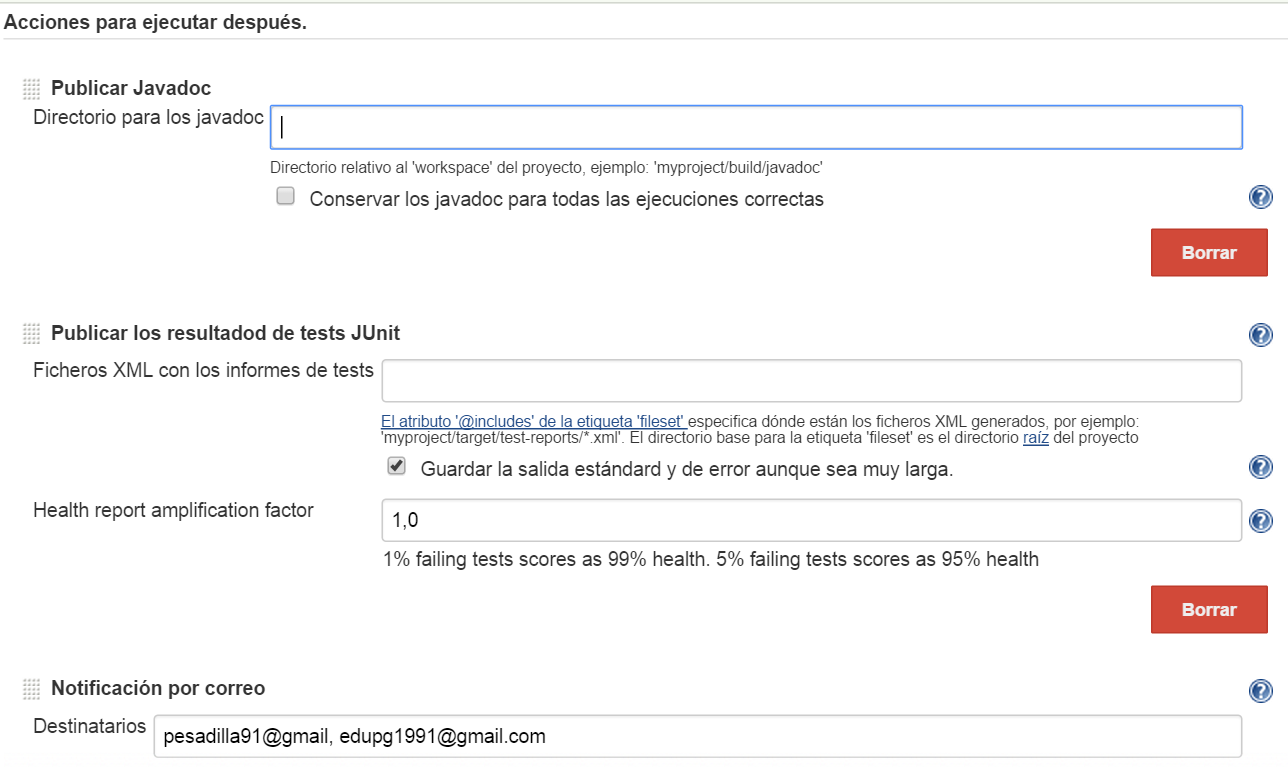 Acciones para ejecutar después.
Publicar Javadoc
Directorio para los javadoc
Directorio relativo al 'workspace' del proyecto, ejemplo: 'myproject/build/javadoc'
Conservar los javadoc para todas las ejecuciones correctas
?
Borrar
Publicar los resultadod de tests JUnit
?
Ficheros XML con los informes de tests
El atributo '@includes' de la etiqueta 'fileset' especifica dónde están los ficheros XML generados, por ejemplo:
'myproject/target/test-reports/*.xml'. El directorio base para la etiqueta 'fileset' es el directorio raíz del proyecto
Guardar la salida estándard y de error aunque sea muy larga.
?
Health report amplification factor
1,0
?
1% failing tests scores as 99% health. 5% failing tests scores as 95% health
Borrar
Notificación por correo
?
Destinatarios
pesadilla91@gmail, edupg1991@gmail.com